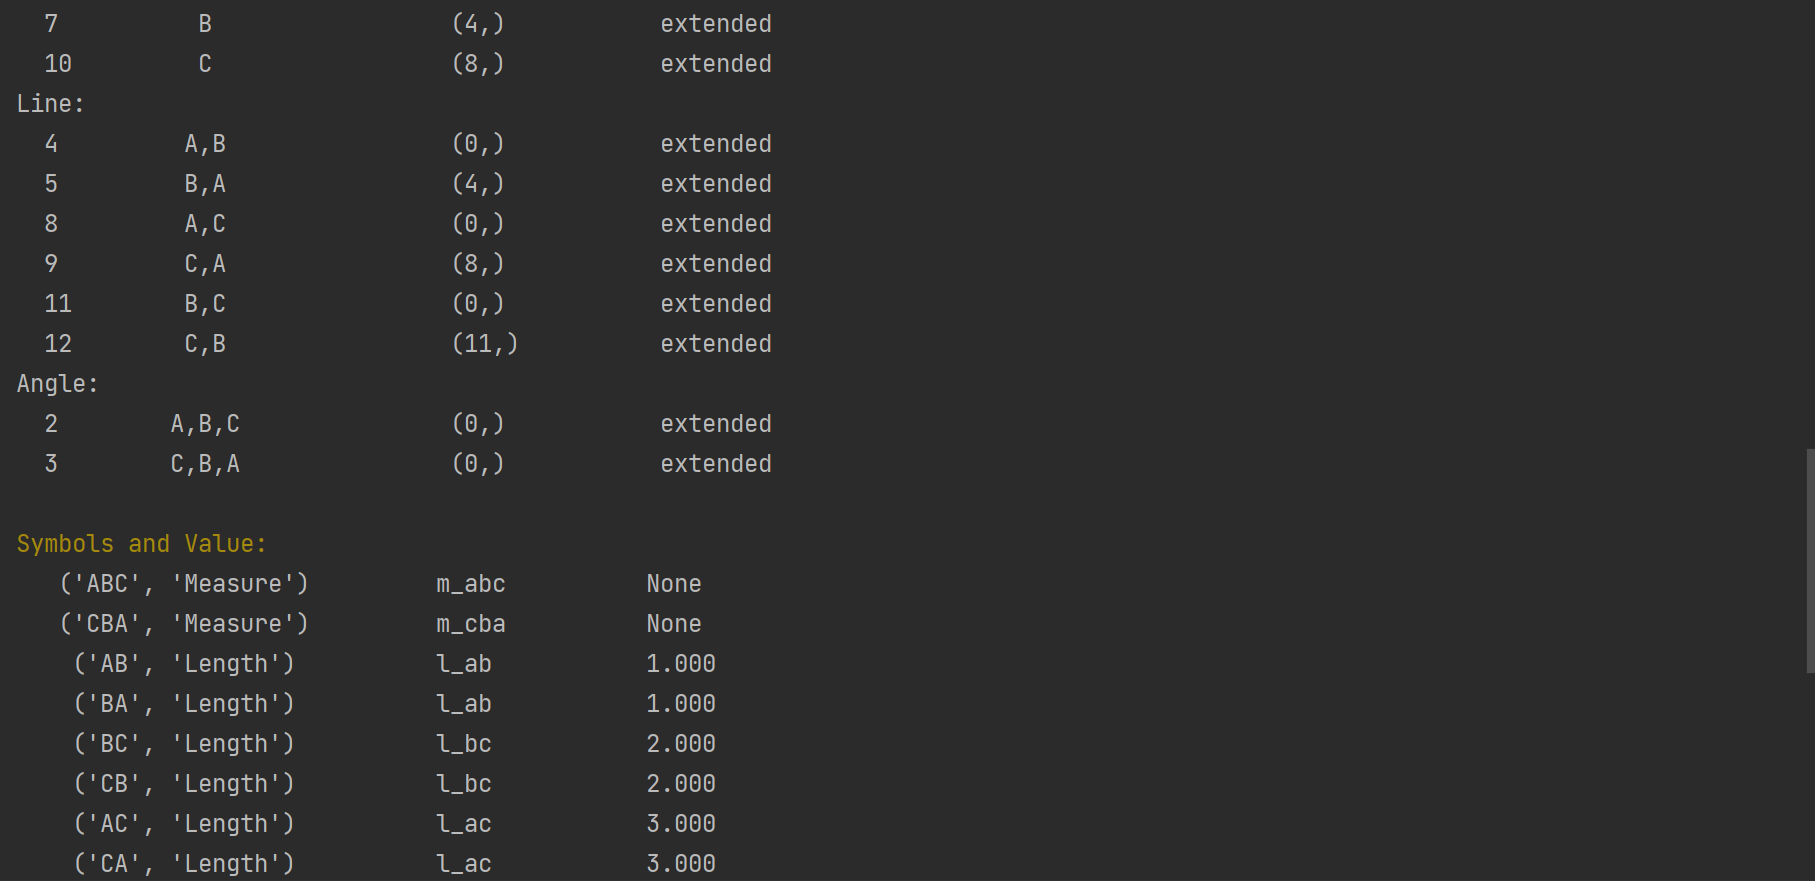 7 B (4,) extended
10 C (8,) extended
Line:
4 A,B (0,) extended
5 B,A (4,) extended
8 A,C (0,) extended
9 C,A (8,) extended
11 B,C (0,) extended
12 C,B (11,) extended
Angle:
2 A,B,C (0,) extended
3 C,B,A (0,) extended
Symbols and Value:
('ABC', 'Measure') m_abc None
('CBA', 'Measure') m_cba None
('AB', 'Length') l_ab 1.000
('BA', 'Length') l_ab 1.000
('BC', 'Length') l_bc 2.000
('CB', 'Length') l_bc 2.000
('AC', 'Length') l_ac 3.000
('CA', 'Length') l_ac 3.000